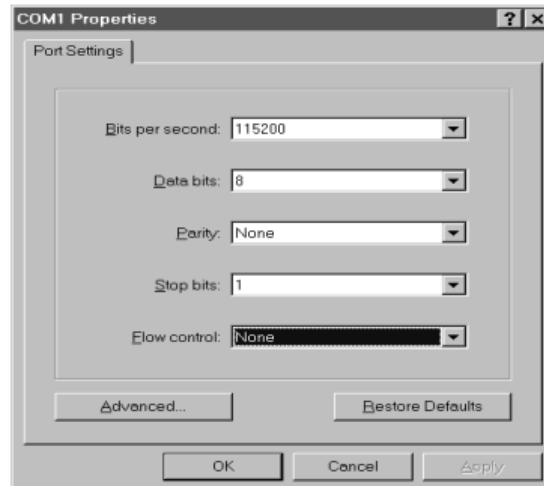 COM1 Properties
Port Settings
Bits per second: 115200
Data bits: 8
Parity: None
Stop bits: 1
Flow control: None
Advanced... Restore Defaults
OK Cancel Apply